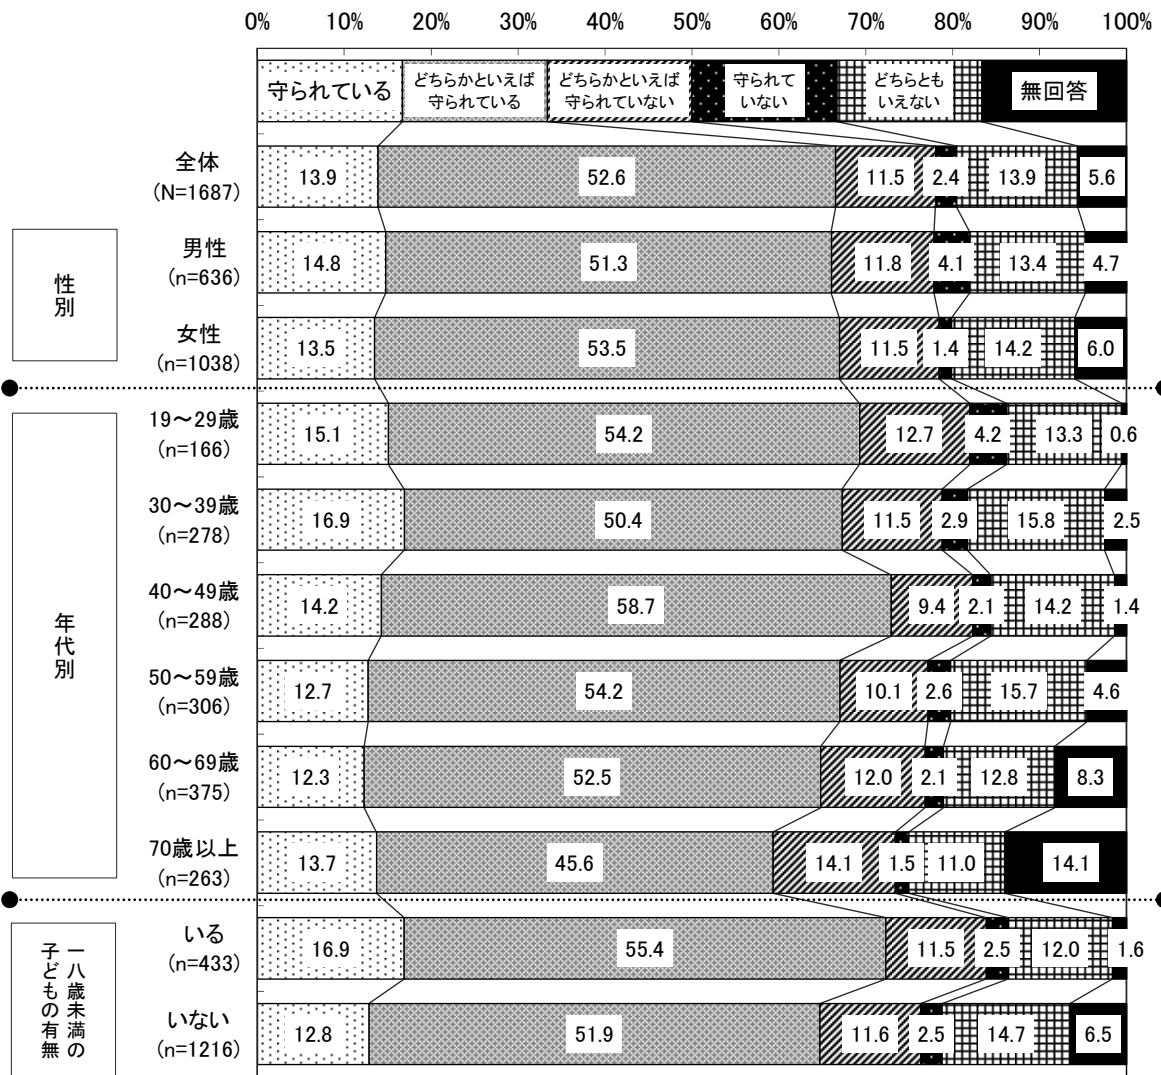 0% 10% 20% 30% 40% 50% 60% 70% 80% 90% 100%
守られている
どちらかといえば
守られている
どちらかといえば
守られていない
守られて
いない
どちらとも
いえない
無回答
全体
(N=1687)
13.9 52.6 11.5 2.4 13.9 5.6
性別
男性
(n=636)
14.8 51.3 11.8 4.1 13.4 4.7
女性
(n=1038)
13.5 53.5 11.5 1.4 14.2 6.0
年代別
19～29歳
(n=166)
15.1 54.2 12.7 4.2 13.3 0.6
30～39歳
(n=278)
16.9 50.4 11.5 2.9 15.8 2.5
40～49歳
(n=288)
14.2 58.7 9.4 2.1 14.2 1.4
50～59歳
(n=306)
12.7 54.2 10.1 2.6 15.7 4.6
60～69歳
(n=375)
12.3 52.5 12.0 2.1 12.8 8.3
70歳以上
(n=263)
13.7 45.6 14.1 1.5 11.0 14.1
一八歳未満の
子どもの有無
いる
(n=433)
16.9 55.4 11.5 2.5 12.0 1.6
いない
(n=1216)
12.8 51.9 11.6 2.5 14.7 6.5